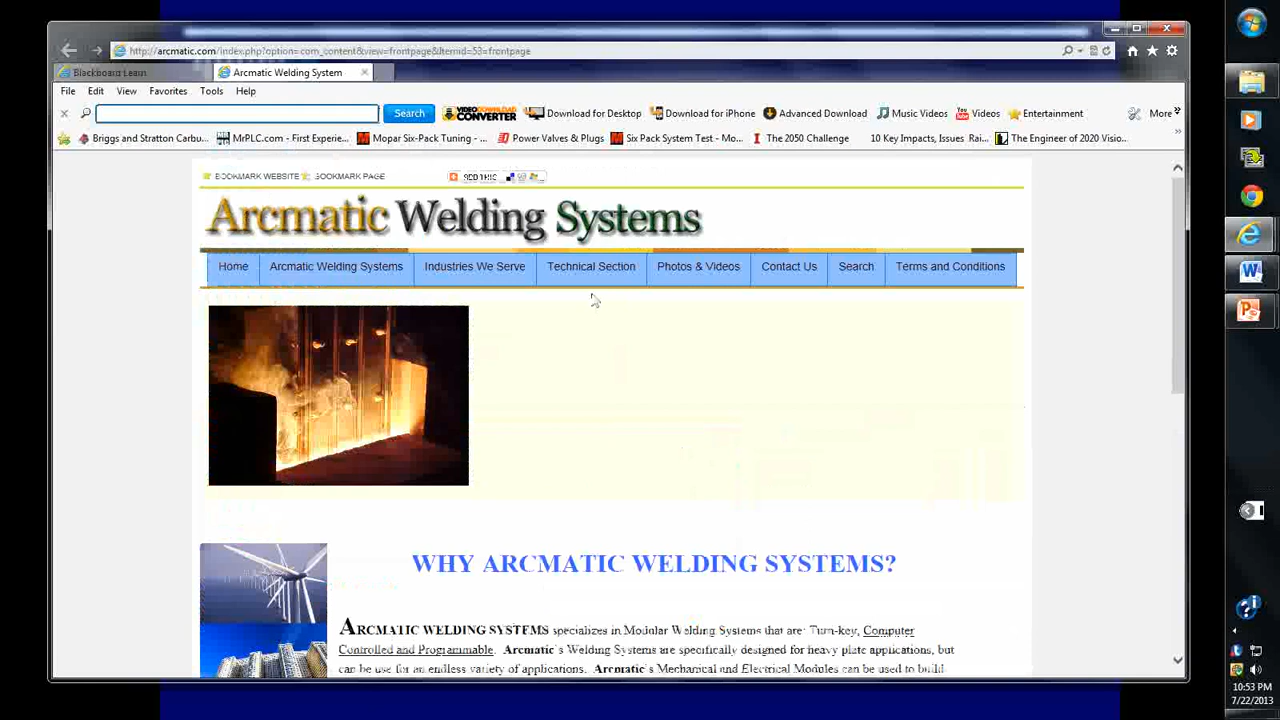 http://arcmatic.com/index.php?option=com_content&view=frontpage&Itemid=53=frontpage
Blackboard Learn
Arcmatic Welding System
File Edit View Favorites Tools Help
Search VIDEO DOWNLOAD CONVERTER Download for Desktop Download for iPhone Advanced Download Music Videos You Tube Videos Entertainment More
Briggs and Stratton Carbu... MrPLC.com - First Experie... Mopar Six-Pack Tuning - ... Power Valves & Plugs Six Pack System Test - Mo... The 2050 Challenge 10 Key Impacts, Issues Rai... The Engineer of 2020 Visio...
BOOKMARK WEBSITE BOOKMARK PAGE ADD THIS
Arcmatic Welding Systems
Home Arcmatic Welding Systems Industries We Serve Technical Section Photos & Videos Contact Us Search Terms and Conditions
WHY ARCMATIC WELDING SYSTEMS?
ARCMATIC WELDING SYSTEMS specializes in Modular Welding Systems that are: Turn-key, Computer
Controlled and Programmable. Arcmatic's Welding Systems are specifically designed for heavy plate applications, but
can be use for an endless variety of applications. Arcmatic's Mechanical and Electrical Modules can be used to build
10:53 PM
7/22/2013